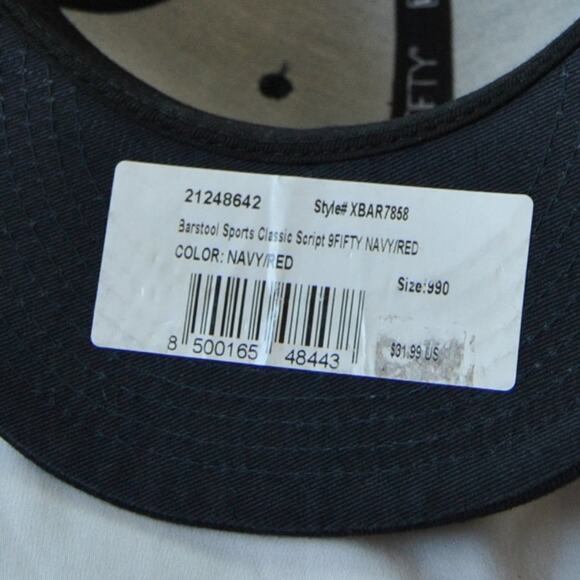 9FIFTY
21248642 Style# XBAR7858
Barstool Sports Classic Script 9FIFTY NAVY/RED
COLOR: NAVY/RED
Size:990
8 500165 48443
$31.99 US